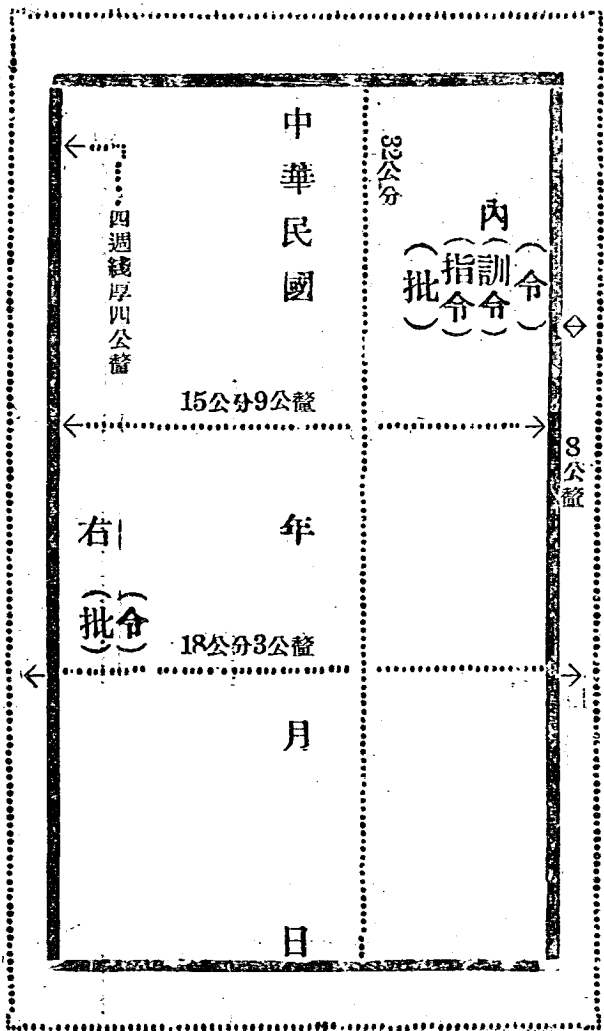 內
(令)
(訓令)
(指令)
(批)
32公分
8公釐
中華民國 年 月 日
15公分9公釐
18公分3公釐
四週綫厚四公釐
右
(令)
(批)